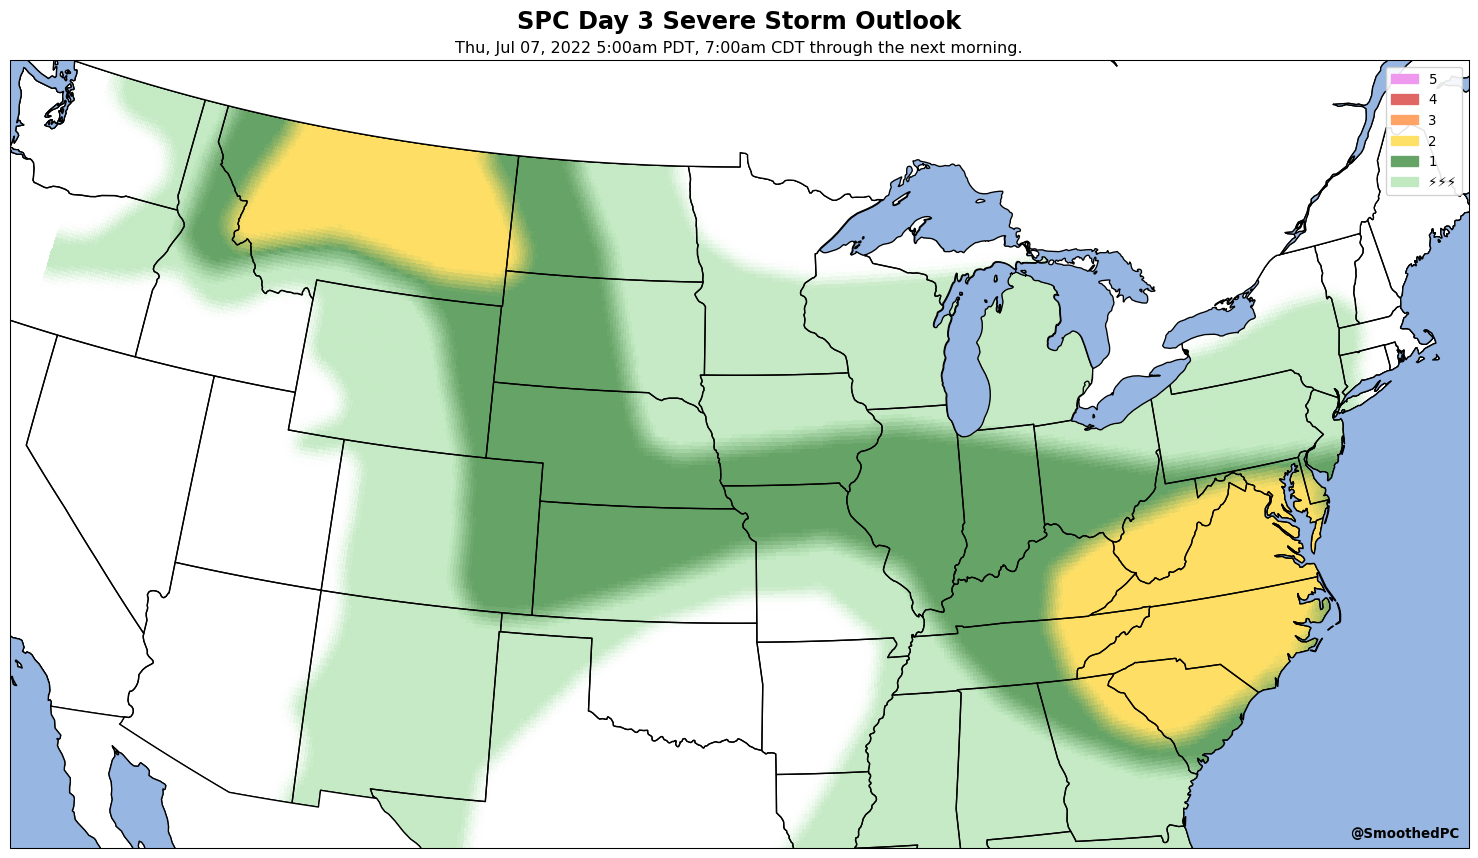 SPC Day 3 Severe Storm Outlook
Thu, Jul 07, 2022 5:00am PDT, 7:00am CDT through the next morning.
5
4
3
2
1
⚡⚡⚡
@SmoothedPC